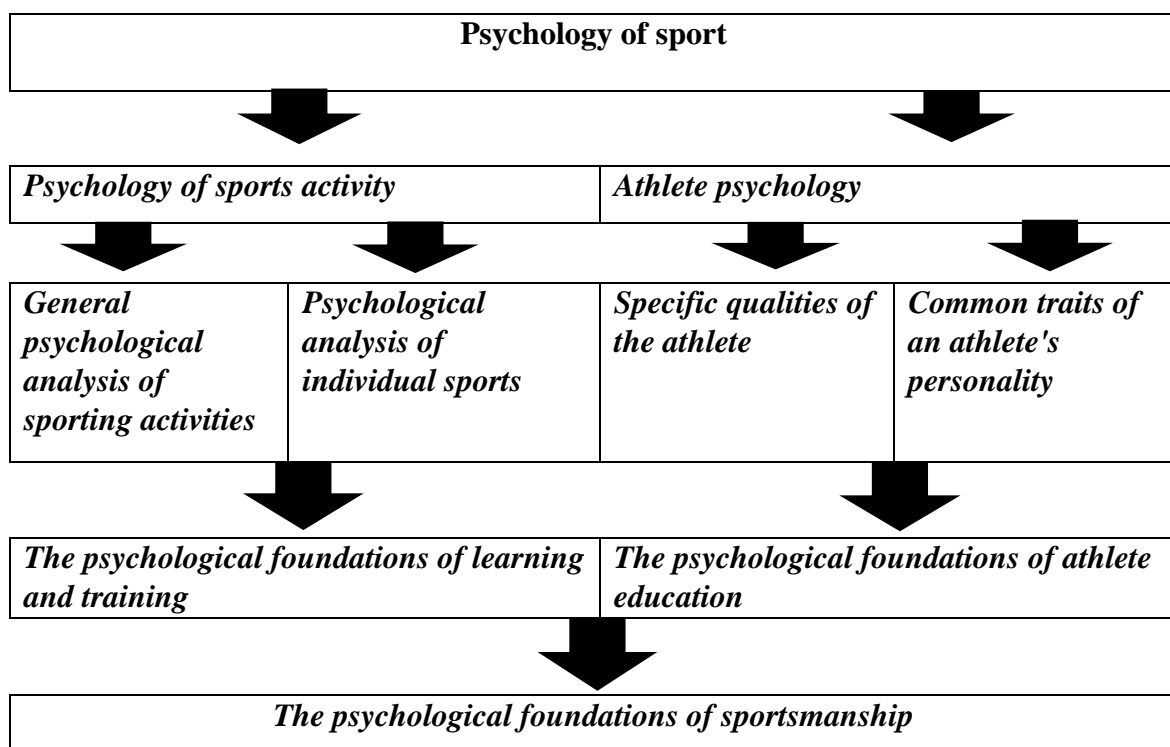 Psychology of sport
Psychology of sports activity
Athlete psychology
General
psychological
analysis of
sporting activities
Psychological
analysis of
individual sports
Specific qualities of
the athlete
Common traits of
an athlete's
personality
The psychological foundations of learning
and training
The psychological foundations of athlete
education
The psychological foundations of sportsmanship